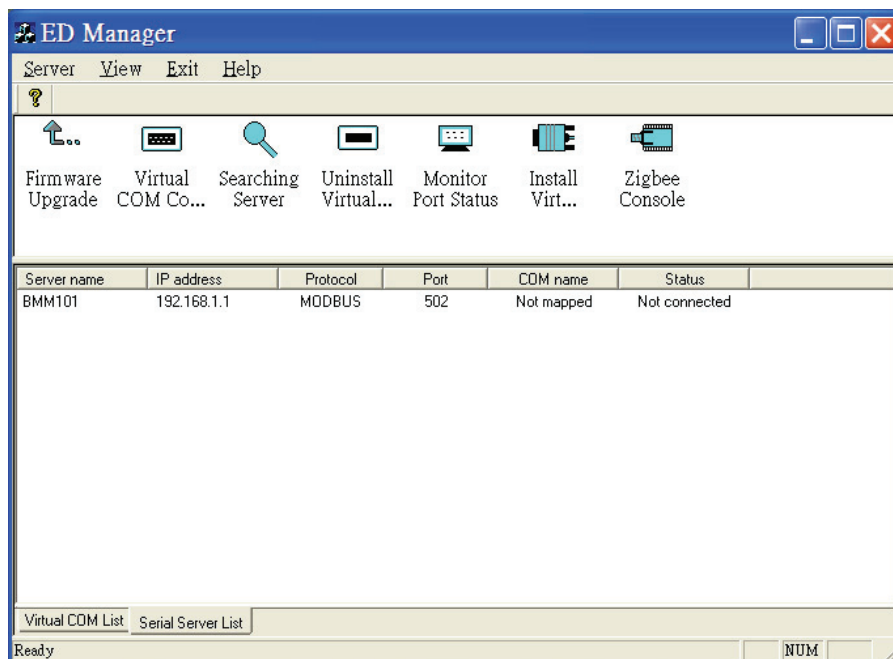 ED Manager
Server View Exit Help
Firmware Upgrade
Virtual COM Co...
Searching Server
Uninstall Virtual...
Monitor Port Status
Install Virt...
Zigbee Console
Server name IP address Protocol Port COM name Status
BMM101 192.168.1.1 MODBUS 502 Not mapped Not connected
Virtual COM List Serial Server List
Ready NUM